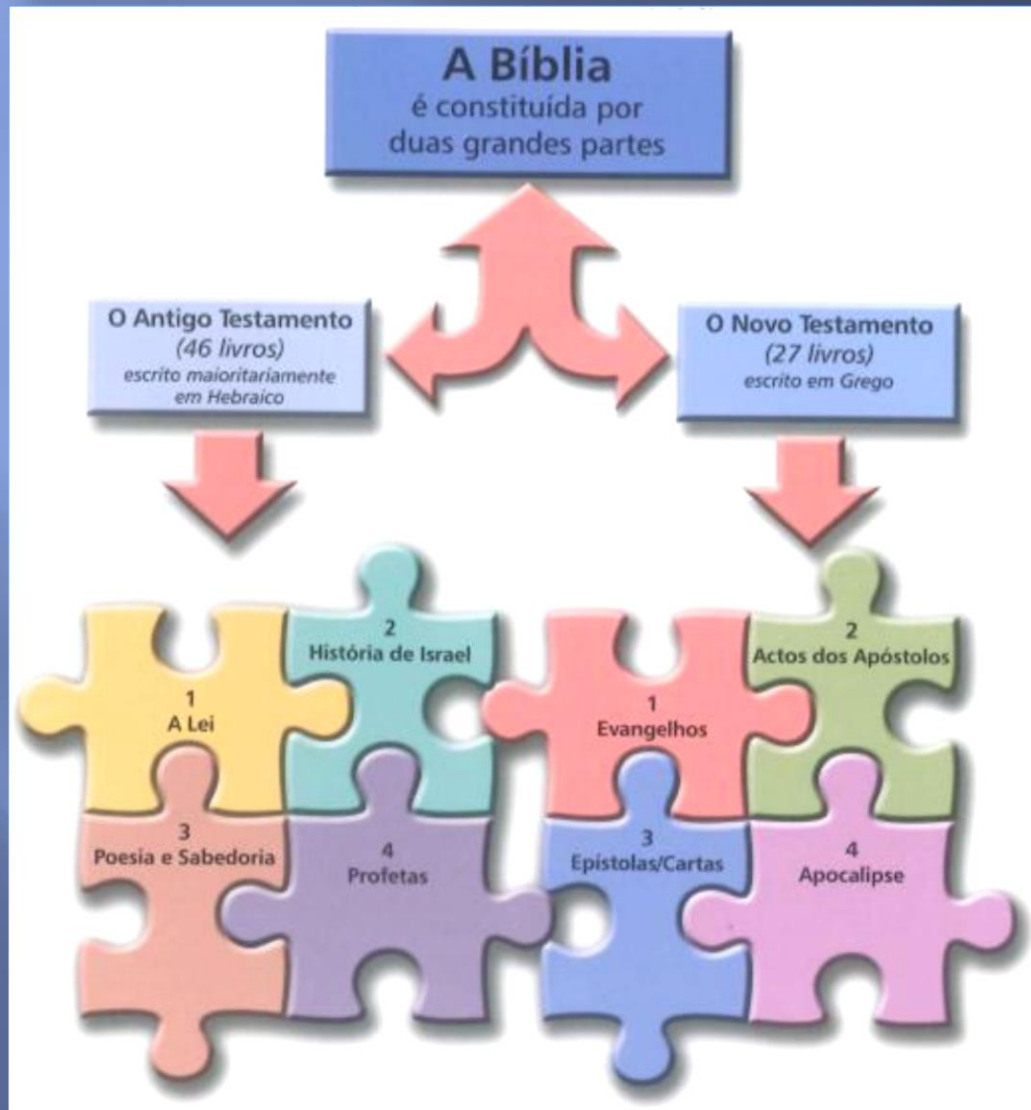 A Bíblia
é constituída por
duas grandes partes
O Antigo Testamento
(46 livros)
escrito maioritariamente
em Hebraico
O Novo Testamento
(27 livros)
escrito em Grego
1
A Lei
2
História de Israel
3
Poesia e Sabedoria
4
Profetas
1
Evangelhos
2
Actos dos Apóstolos
3
Epístolas/Cartas
4
Apocalipse